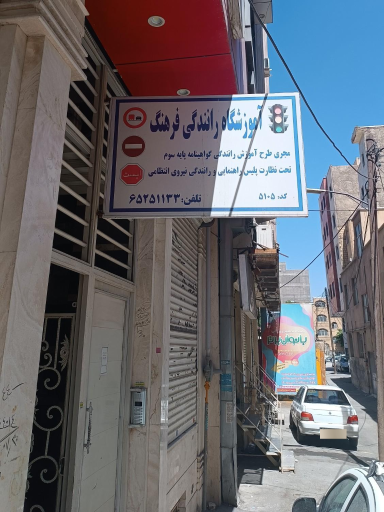 آموزشگاه رانندگی فرهنگ
مجری طرح آموزش رانندگی گواهینامه پایه سوم
تحت نظارت پلیس راهنمایی و رانندگی نیروی انتظامی
کد: ۵۱۰۵
تلفن: ۶۵۲۵۱۱۳۳